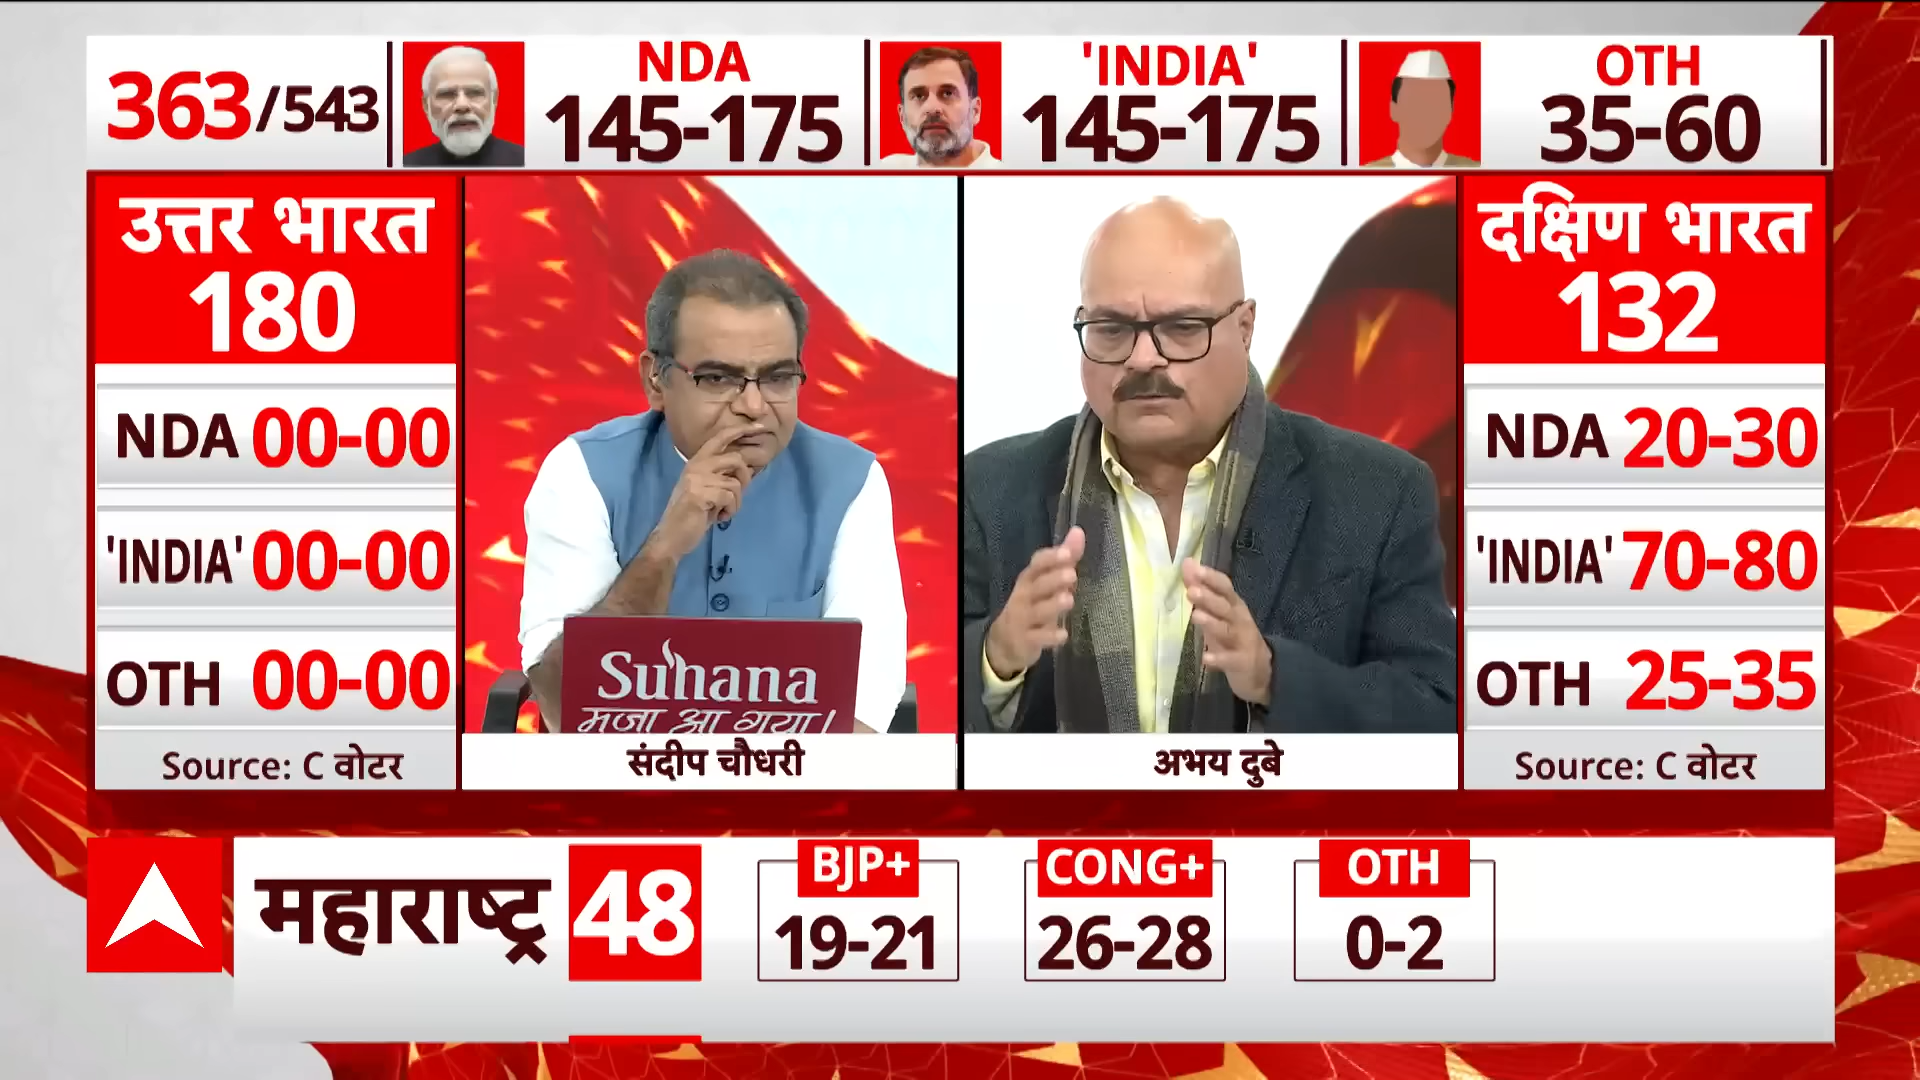 363/543
NDA
145-175
'INDIA'
145-175
OTH
35-60
उत्तर भारत
180
NDA 00-00
'INDIA' 00-00
OTH 00-00
Source: C वोटर
Suhana
मज़ा आ गया!
संदीप चौधरी
अभय दुबे
दक्षिण भारत
132
NDA 20-30
'INDIA' 70-80
OTH 25-35
Source: C वोटर
महाराष्ट्र 48
BJP+
19-21
CONG+
26-28
OTH
0-2